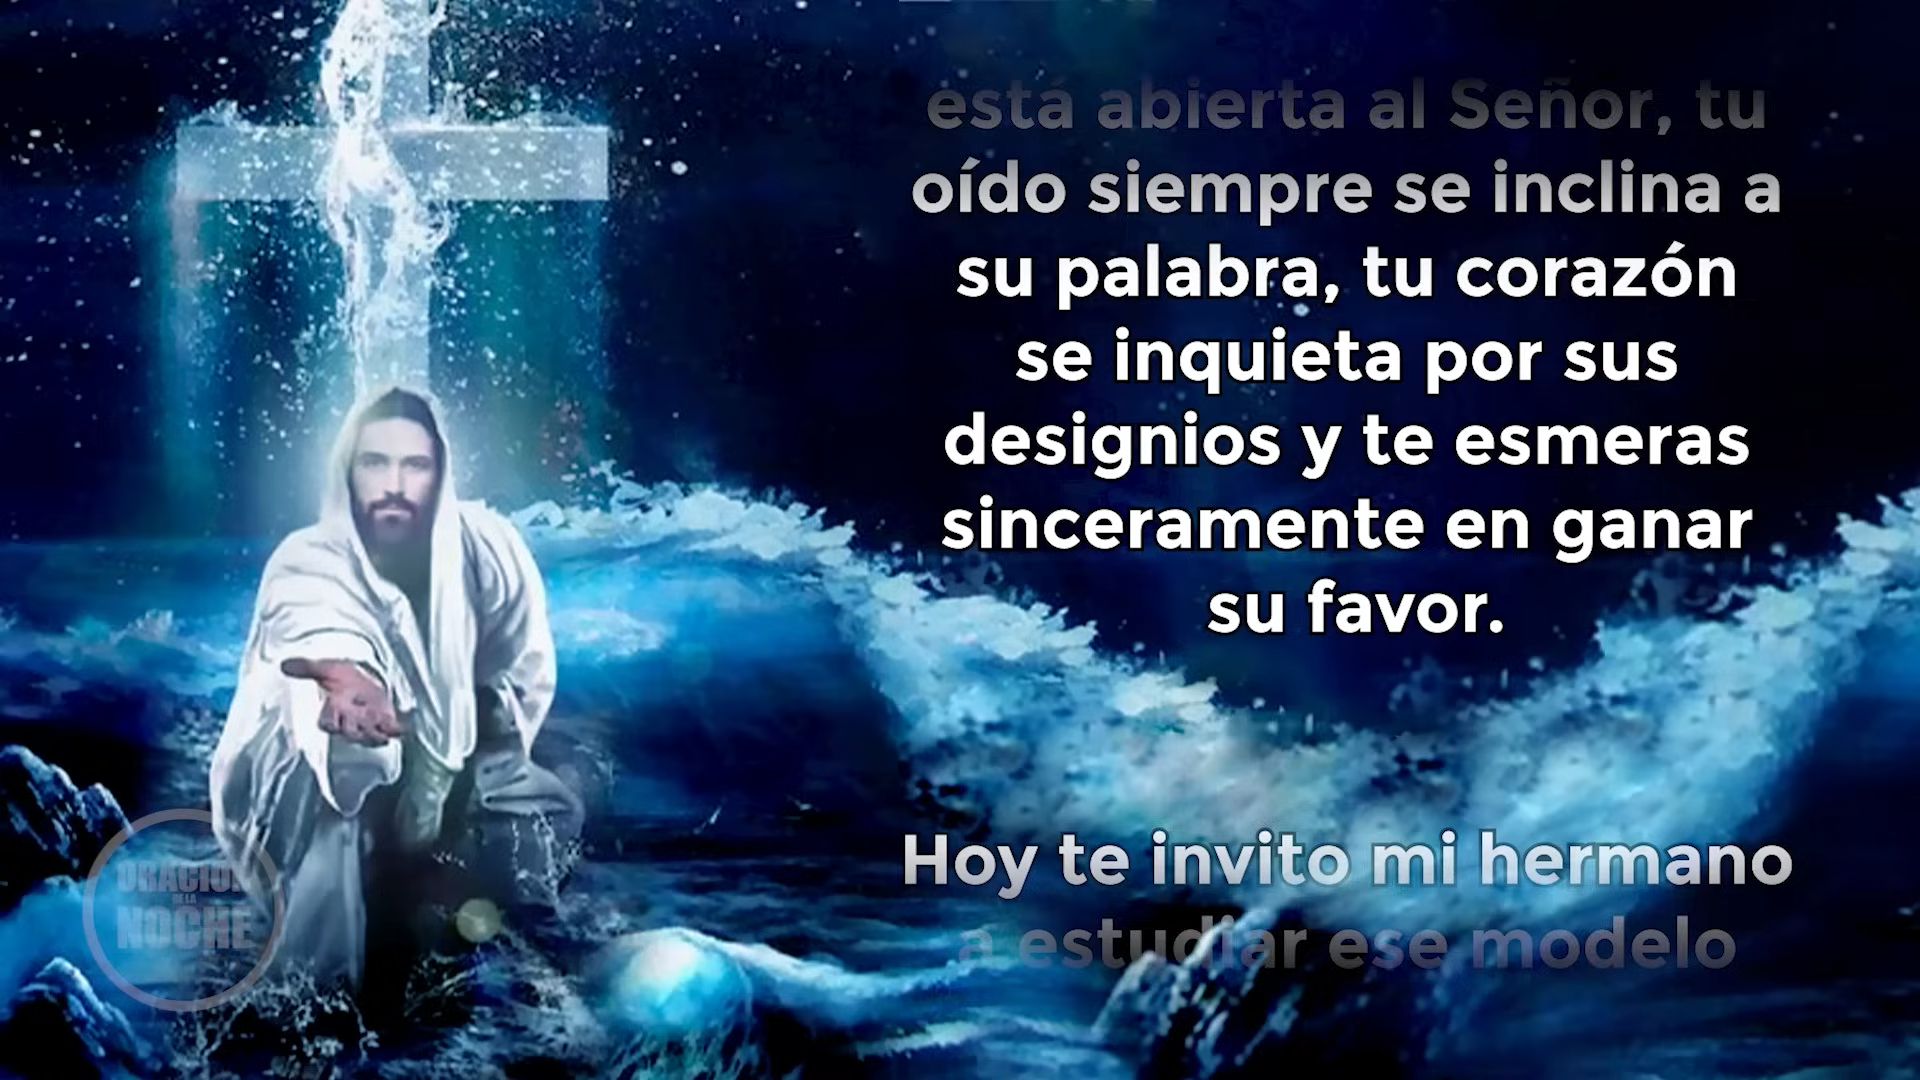 está abierta al Señor, tu
oído siempre se inclina a
su palabra, tu corazón
se inquieta por sus
designios y te esmeras
sinceramente en ganar
su favor.
Hoy te invito mi hermano
a estudiar ese modelo
ORACION
DE LA
NOCHE